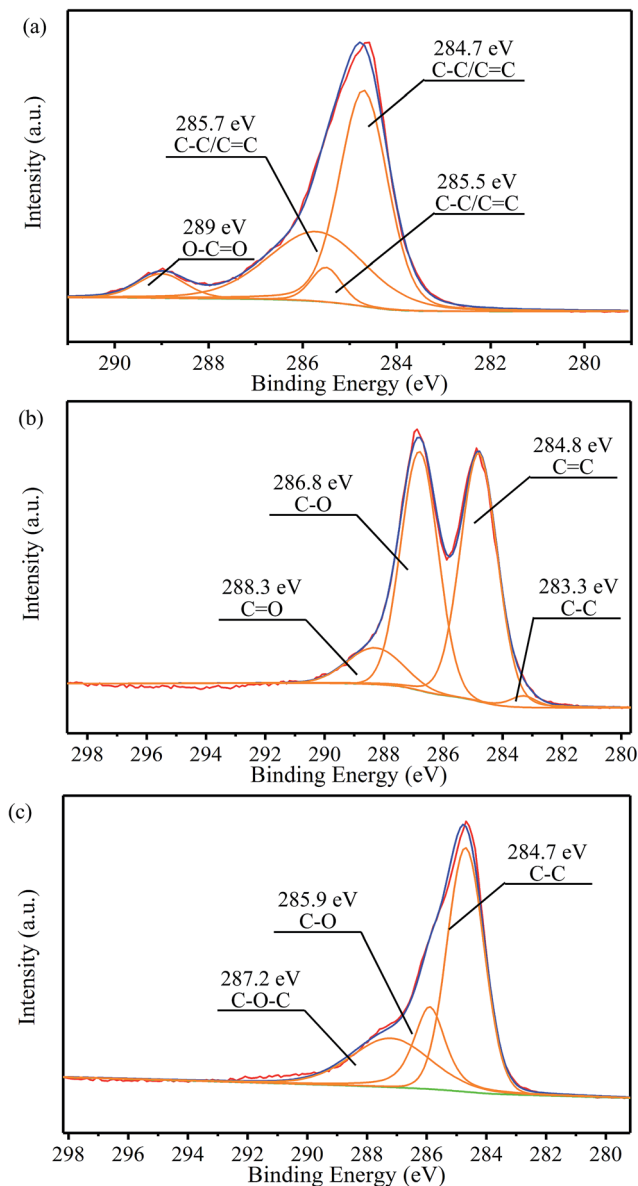 (a)
Intensity (a.u.)
284.7 eV
C-C/C=C
285.7 eV
C-C/C=C
285.5 eV
C-C/C=C
289 eV
O-C=O
290 288 286 284 282 280
Binding Energy (eV)
(b)
Intensity (a.u.)
284.8 eV
C=C
286.8 eV
C-O
288.3 eV
C=O
283.3 eV
C-C
298 296 294 292 290 288 286 284 282 280
Binding Energy (eV)
(c)
Intensity (a.u.)
284.7 eV
C-C
285.9 eV
C-O
287.2 eV
C-O-C
298 296 294 292 290 288 286 284 282 280
Binding Energy (eV)